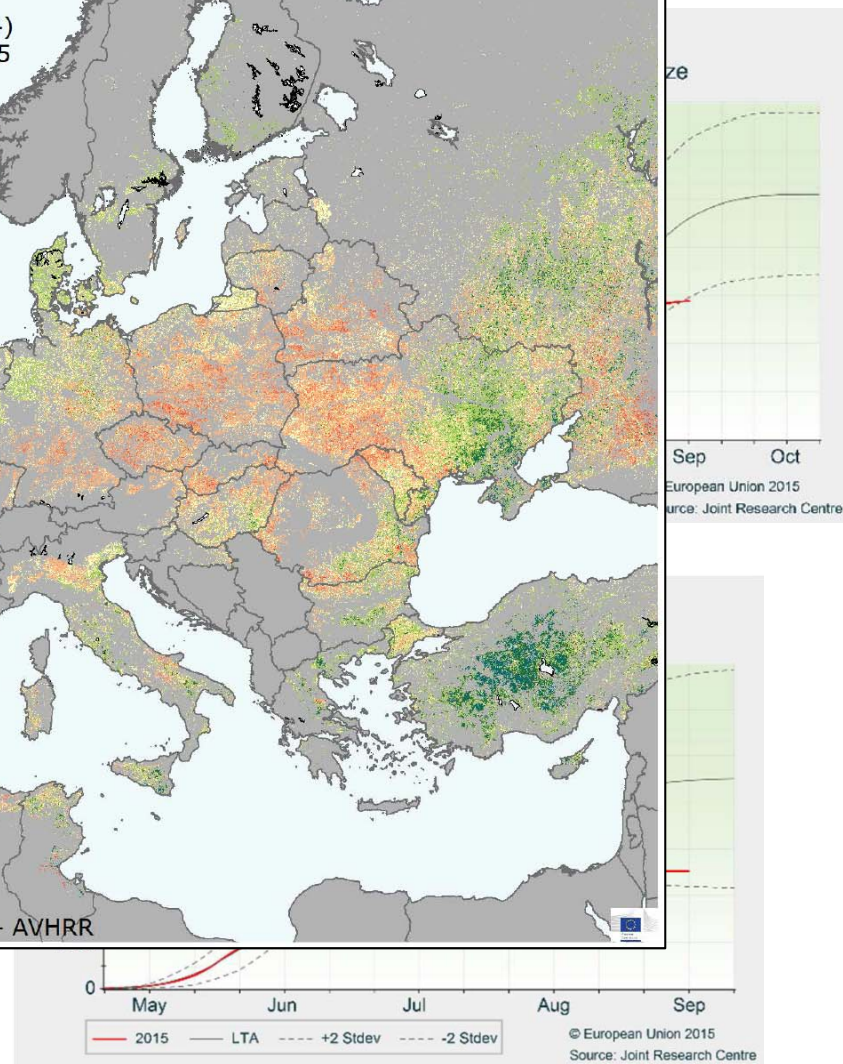 -)
5
ze
Sep Oct
European Union 2015
urce: Joint Research Centre
- AVHRR
0
May Jun Jul Aug Sep
2015 LTA +2 Stdev -2 Stdev
© European Union 2015
Source: Joint Research Centre